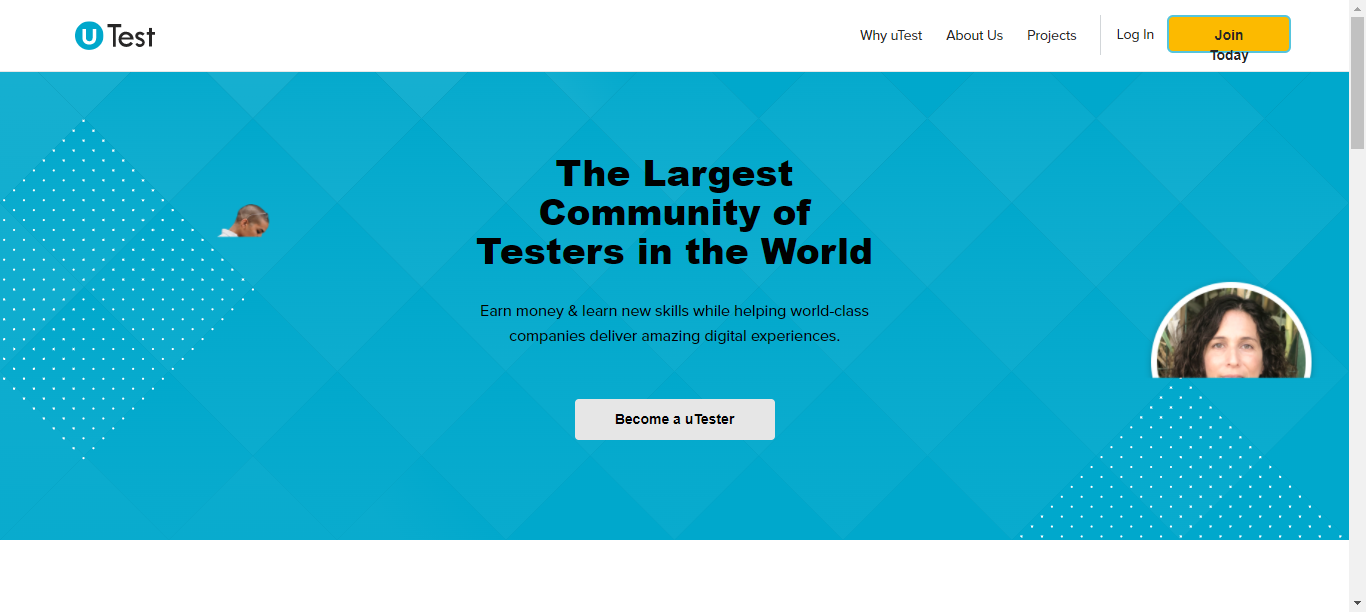 uTest
Why uTest
About Us
Projects
Log In
Join
Today
The Largest
Community of
Testers in the World
Earn money & learn new skills while helping world-class
companies deliver amazing digital experiences.
Become a uTester